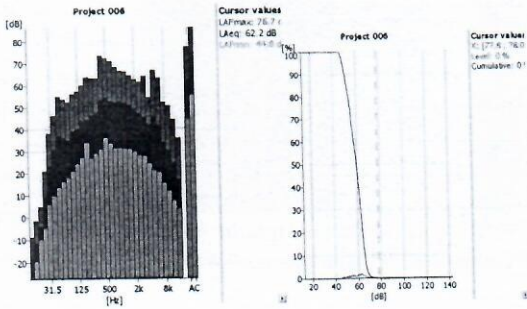 Project 006
[dB]
80
70
60
50
40
30
20
10
0
-10
-20
31.5 125 500 2k 8k AC
[Hz]
Cursor values
LAFmax: 76.7
LAeq: 62.2 dB
Project 006
[%]
100
90
80
70
60
50
40
30
20
10
0
20 40 60 80 100 120 140
[dB]
Cursor values
Level: 0 %
Cumulative: 0